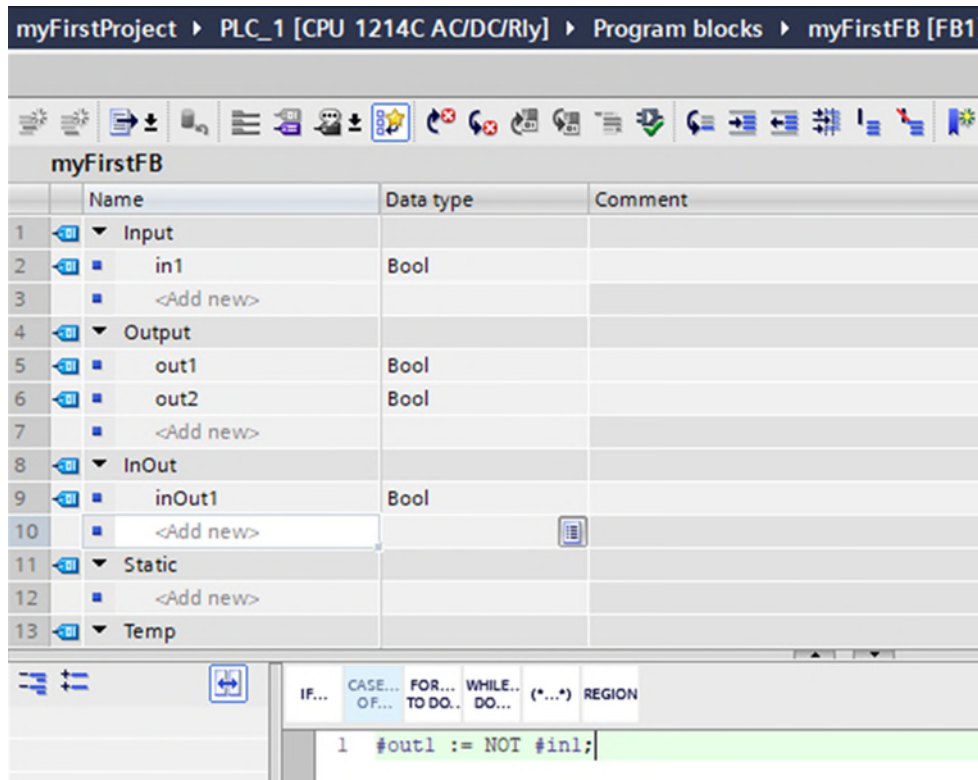 myFirstProject ▸ PLC_1 [CPU 1214C AC/DC/Rly] ▸ Program blocks ▸ myFirstFB [FB1
myFirstFB
Name Data type Comment
1 Input
2 in1 Bool
3 <Add new>
4 Output
5 out1 Bool
6 out2 Bool
7 <Add new>
8 InOut
9 inOut1 Bool
10 <Add new>
11 Static
12 <Add new>
13 Temp
IF... CASE... OF... FOR... TO DO.. WHILE.. DO... (*...*) REGION
1 #out1 := NOT #in1;